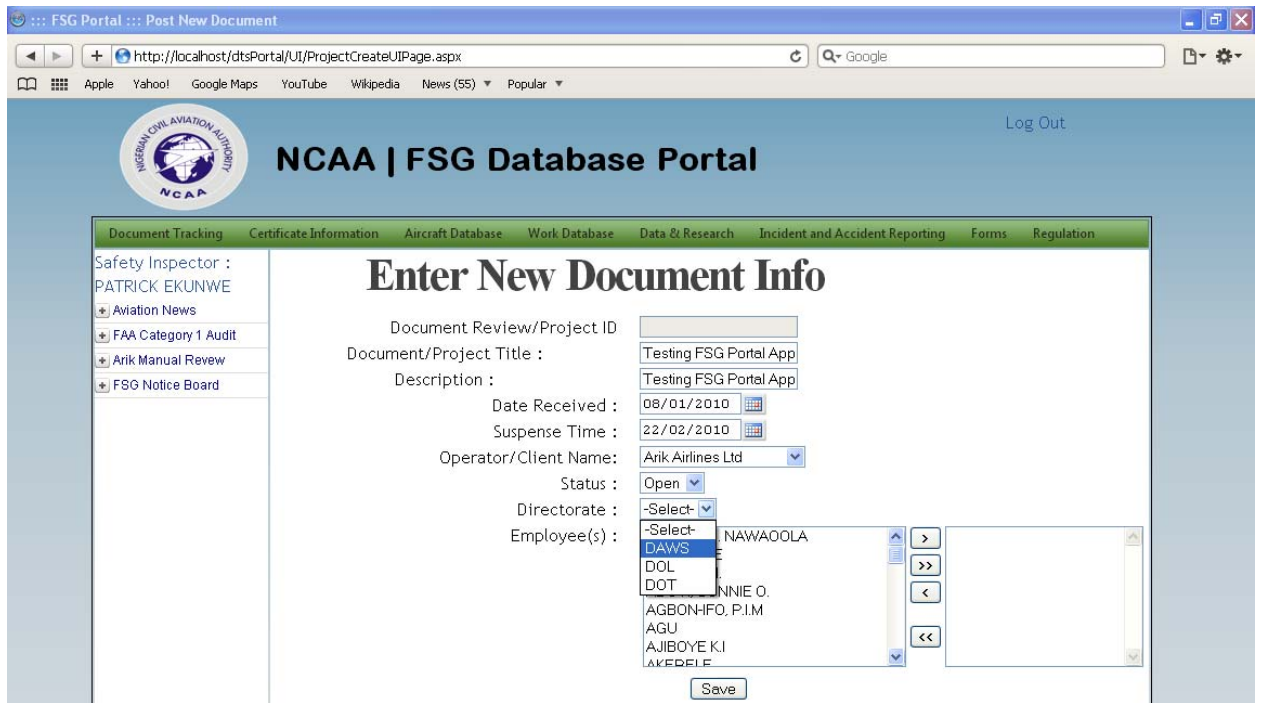 ::: FSG Portal ::: Post New Document
http://localhost/dtsPortal/UI/ProjectCreateUIPage.aspx
Google
Apple Yahoo! Google Maps YouTube Wikipedia News (55) Popular
NIGERIAN CIVIL AVIATION AUTHORITY
NCAA
NCAA | FSG Database Portal
Log Out
Document Tracking Certificate Information Aircraft Database Work Database Data & Research Incident and Accident Reporting Forms Regulation
Safety Inspector :
PATRICK EKUNWE
Aviation News
FAA Category 1 Audit
Arik Manual Revew
FSG Notice Board
Enter New Document Info
Document Review/Project ID
Document/Project Title : Testing FSG Portal App
Description : Testing FSG Portal App
Date Received : 08/01/2010
Suspense Time : 22/02/2010
Operator/Client Name: Arik Airlines Ltd
Status : Open
Directorate : -Select-
-Select-
DAWS
DOL
DOT
Employee(s) : NAWAOOLA
NNIE O.
AGBON-IFO, P.I.M
AGU
AJIBOYE K.I
>
>>
<
<<
Save